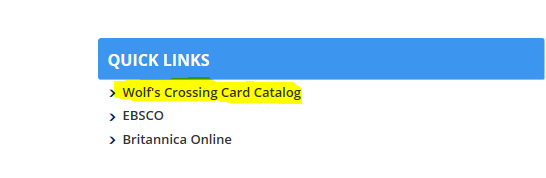 QUICK LINKS
Wolf's Crossing Card Catalog
EBSCO
Britannica Online